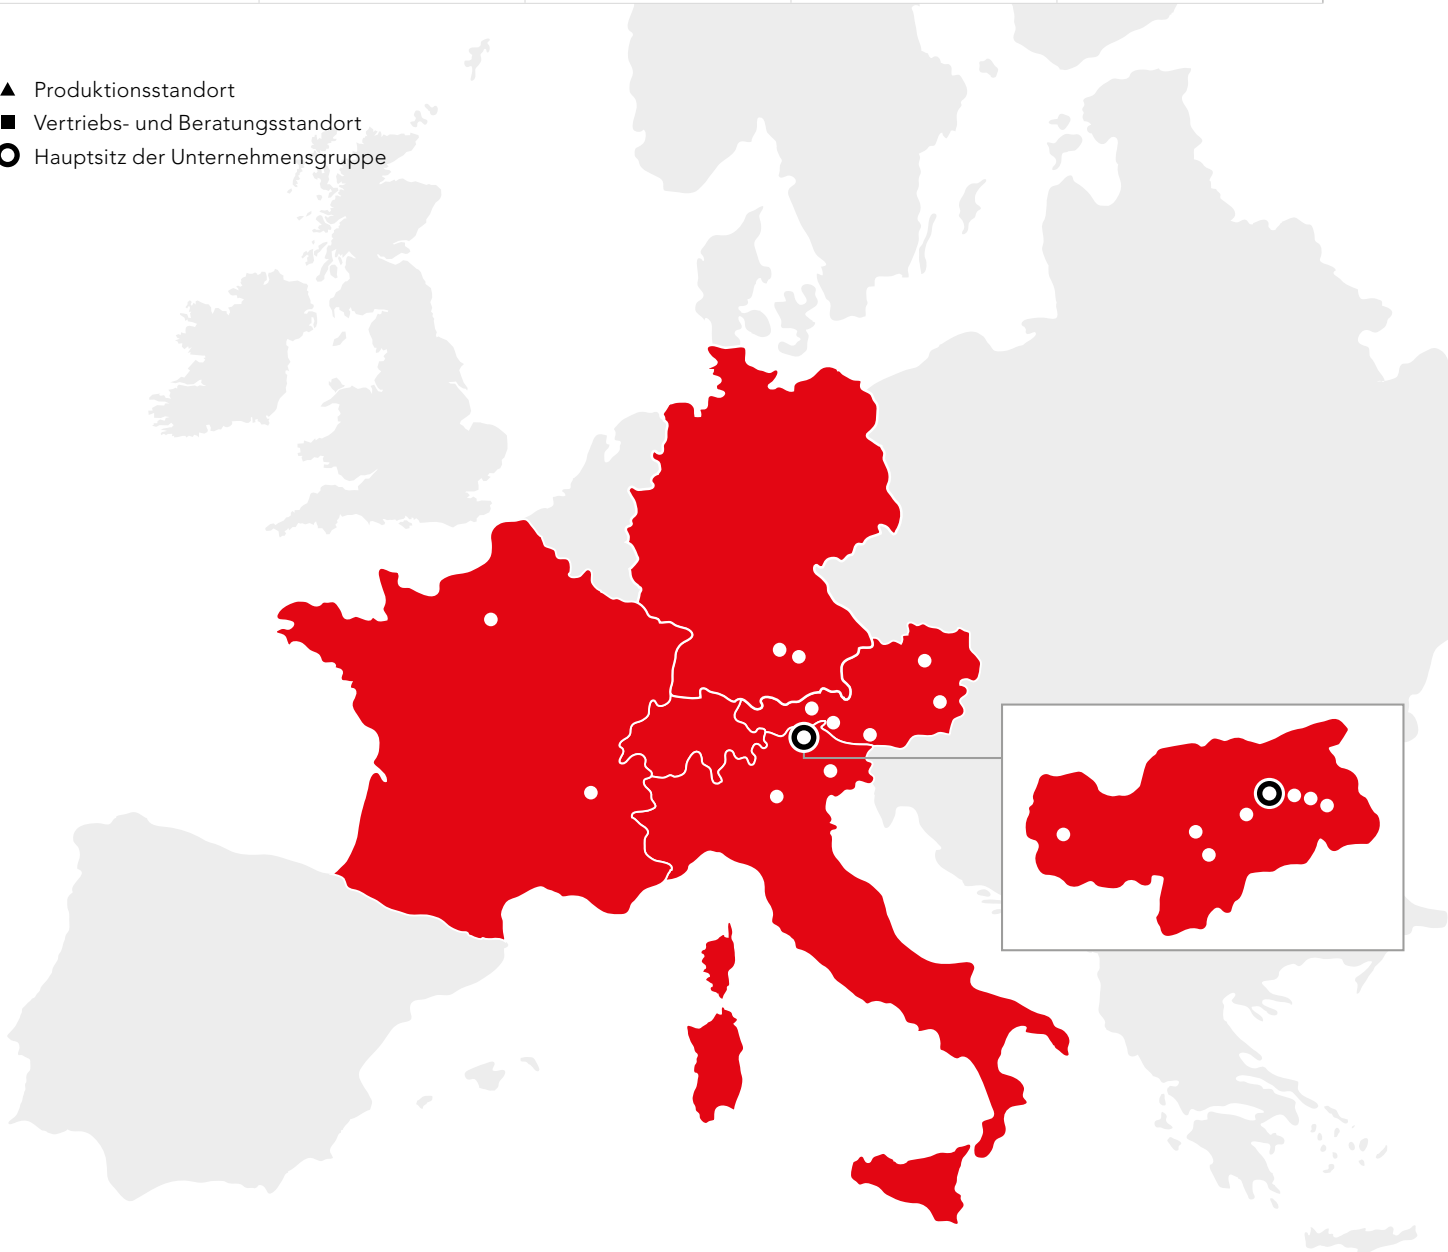 Produktionsstandort
Vertriebs- und Beratungsstandort
Hauptsitz der Unternehmensgruppe